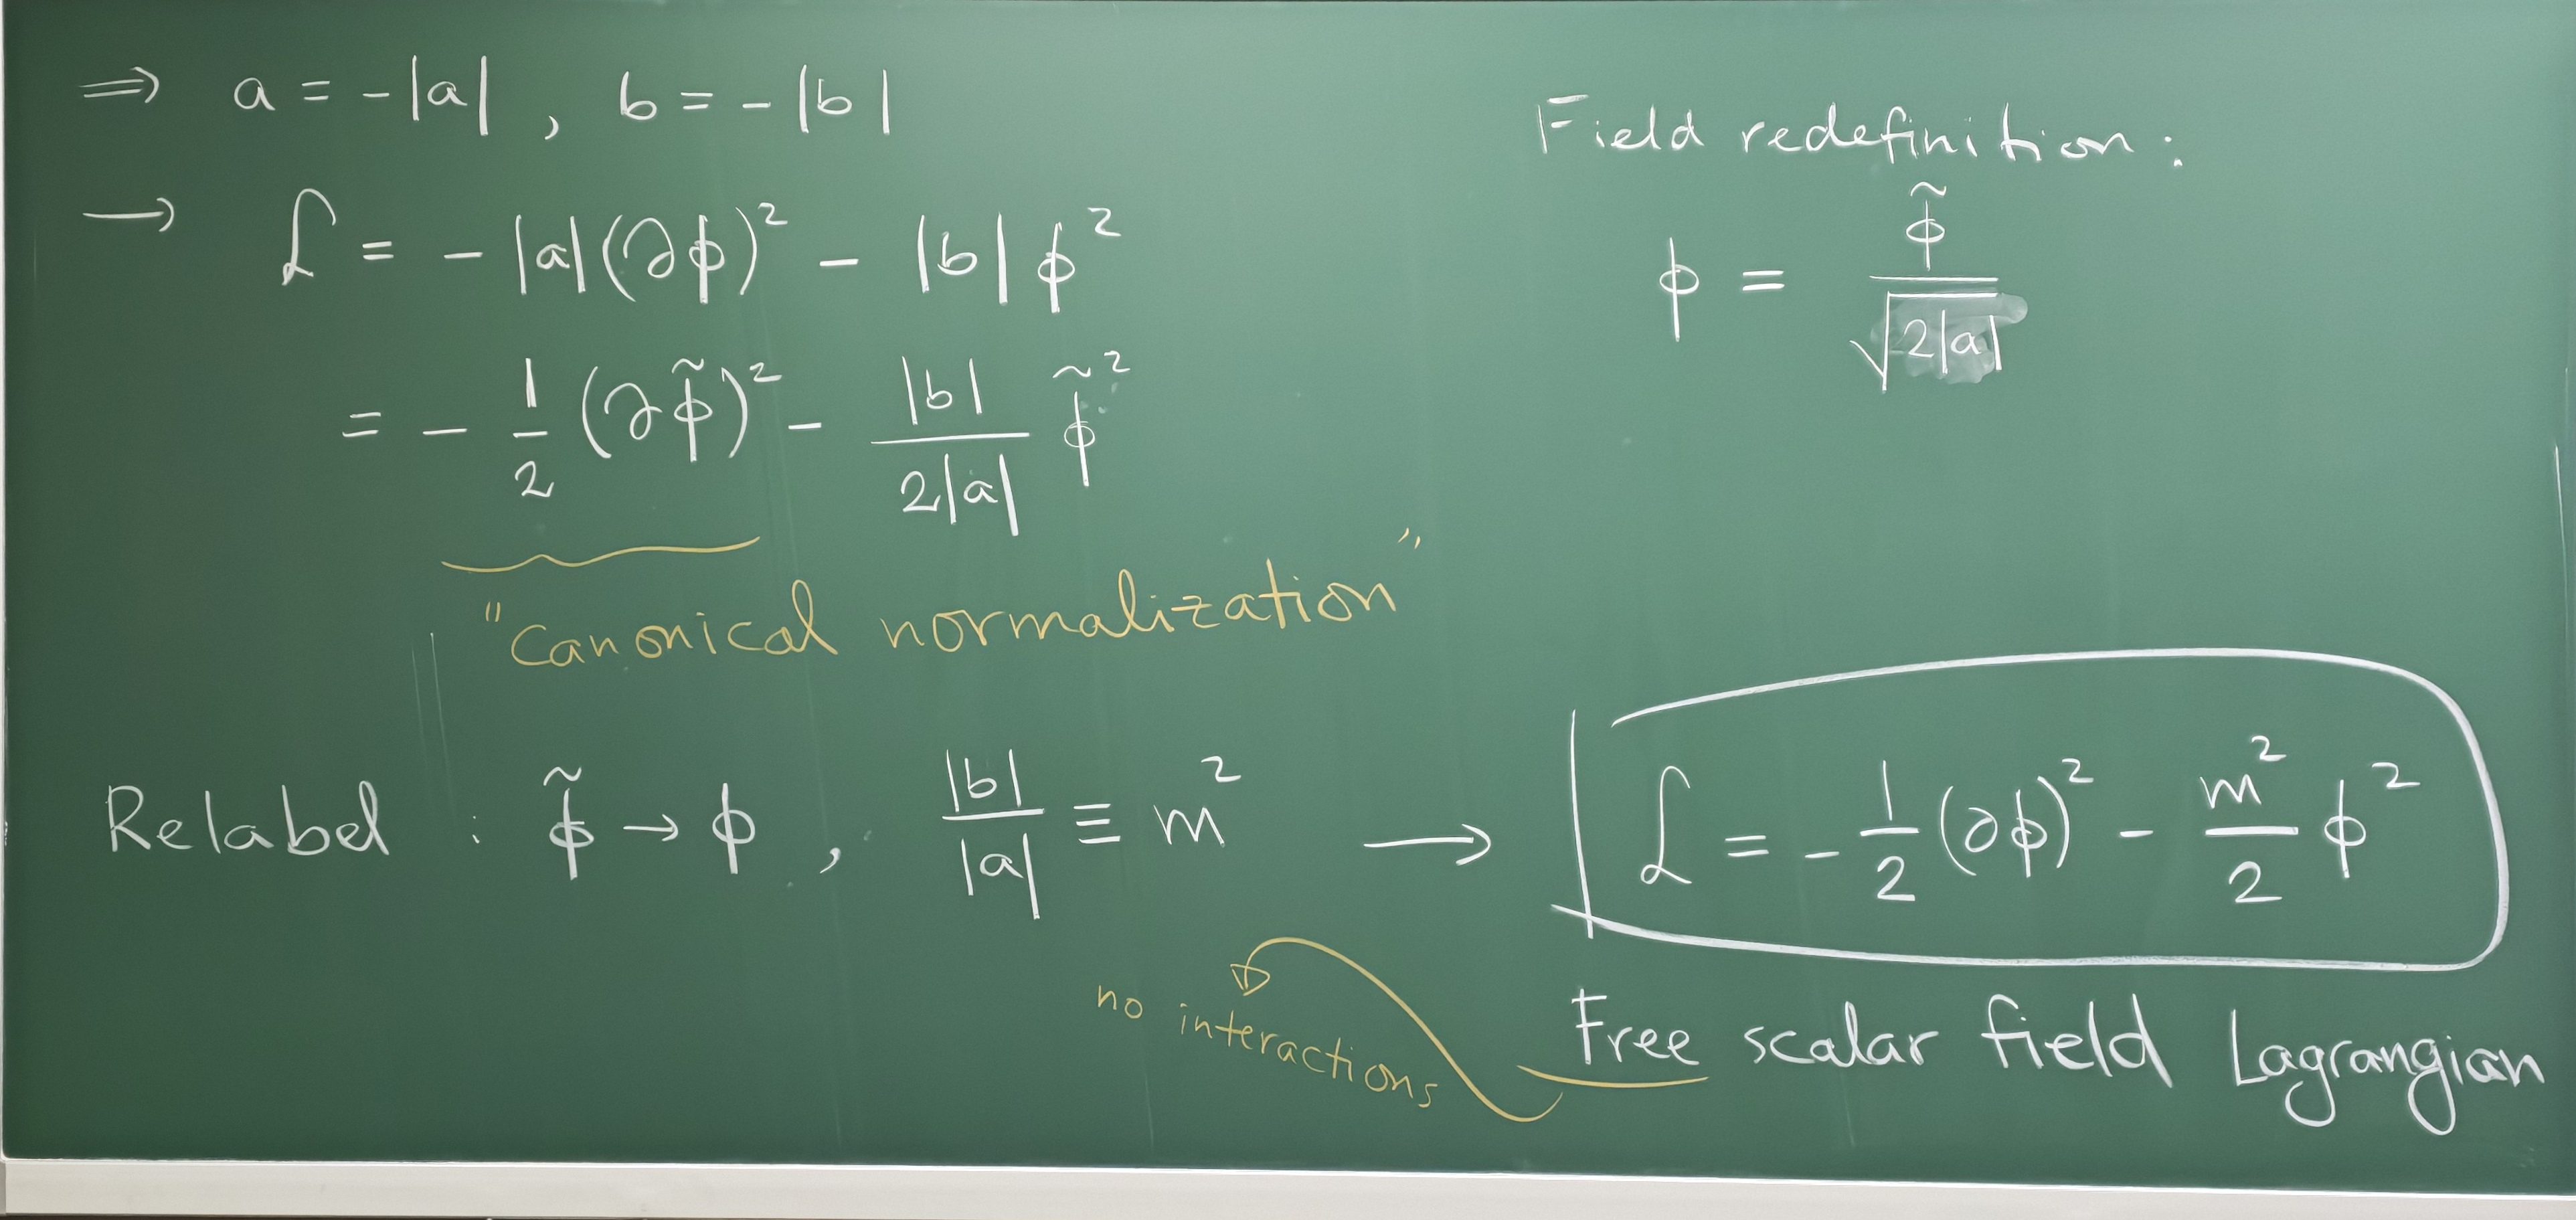 ⇒ a = -|a| , b = -|b|
→ ℒ = - |a|(∂ϕ)² - |b| ϕ²
= - 1/2 (∂ϕ̃)² - |b|/2|a| ϕ̃²
"Canonical normalization"
Field redefinition:
ϕ = ϕ̃/√2|a|
Relabel : ϕ̃ → ϕ , |b|/|a| ≡ m² → ℒ = - 1/2 (∂ϕ)² - m²/2 ϕ²
no interactions
Free scalar field Lagrangian